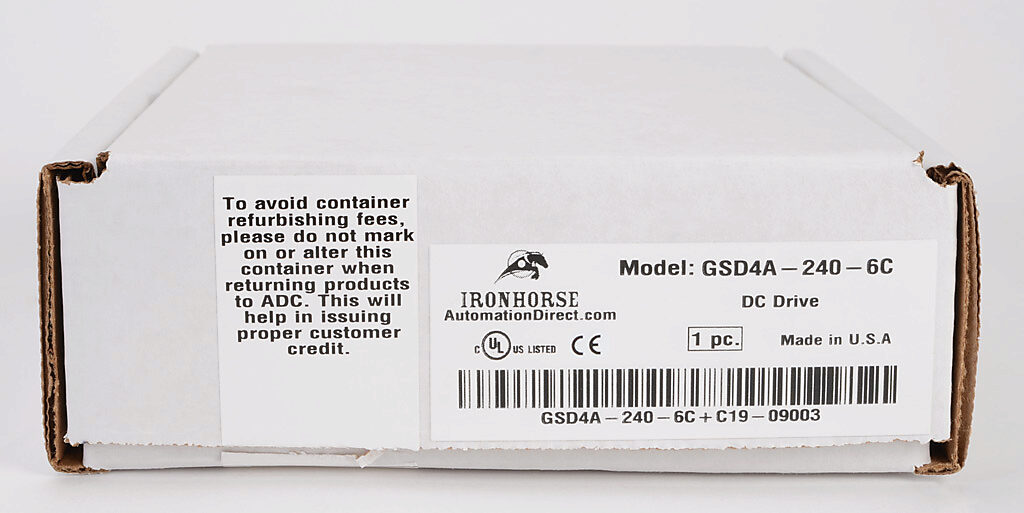 To avoid container
refurbishing fees,
please do not mark
on or alter this
container when
returning products
to ADC. This will
help in issuing
proper customer
credit.
IRONHORSE
AutomationDirect.com
C UL US LISTED CE
Model: GSD4A-240-6C
DC Drive
1 pc. Made in U.S.A
GSD4A-240-6C+C19-09003